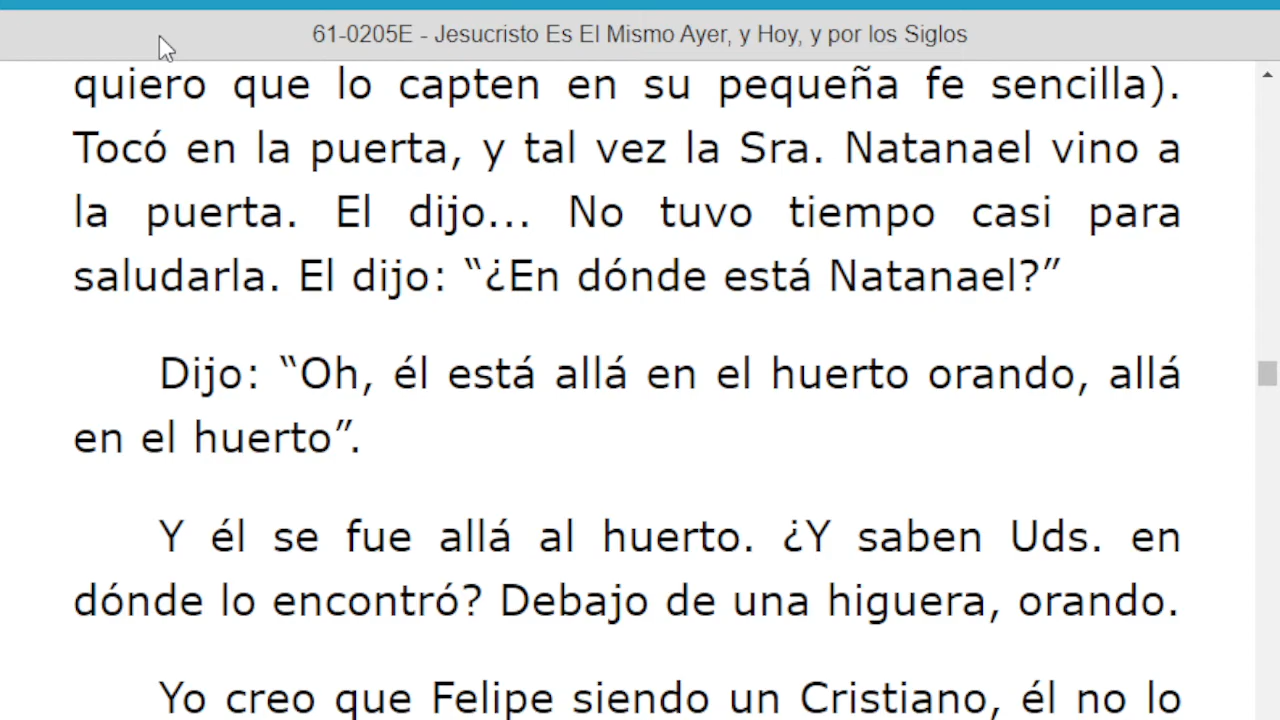 61-0205E - Jesucristo Es El Mismo Ayer, y Hoy, y por los Siglos
quiero que lo capten en su pequeña fe sencilla).
Tocó en la puerta, y tal vez la Sra. Natanael vino a
la puerta. El dijo... No tuvo tiempo casi para
saludarla. El dijo: “¿En dónde está Natanael?”
Dijo: “Oh, él está allá en el huerto orando, allá
en el huerto”.
Y él se fue allá al huerto. ¿Y saben Uds. en
dónde lo encontró? Debajo de una higuera, orando.
Yo creo que Felipe siendo un Cristiano, él no lo